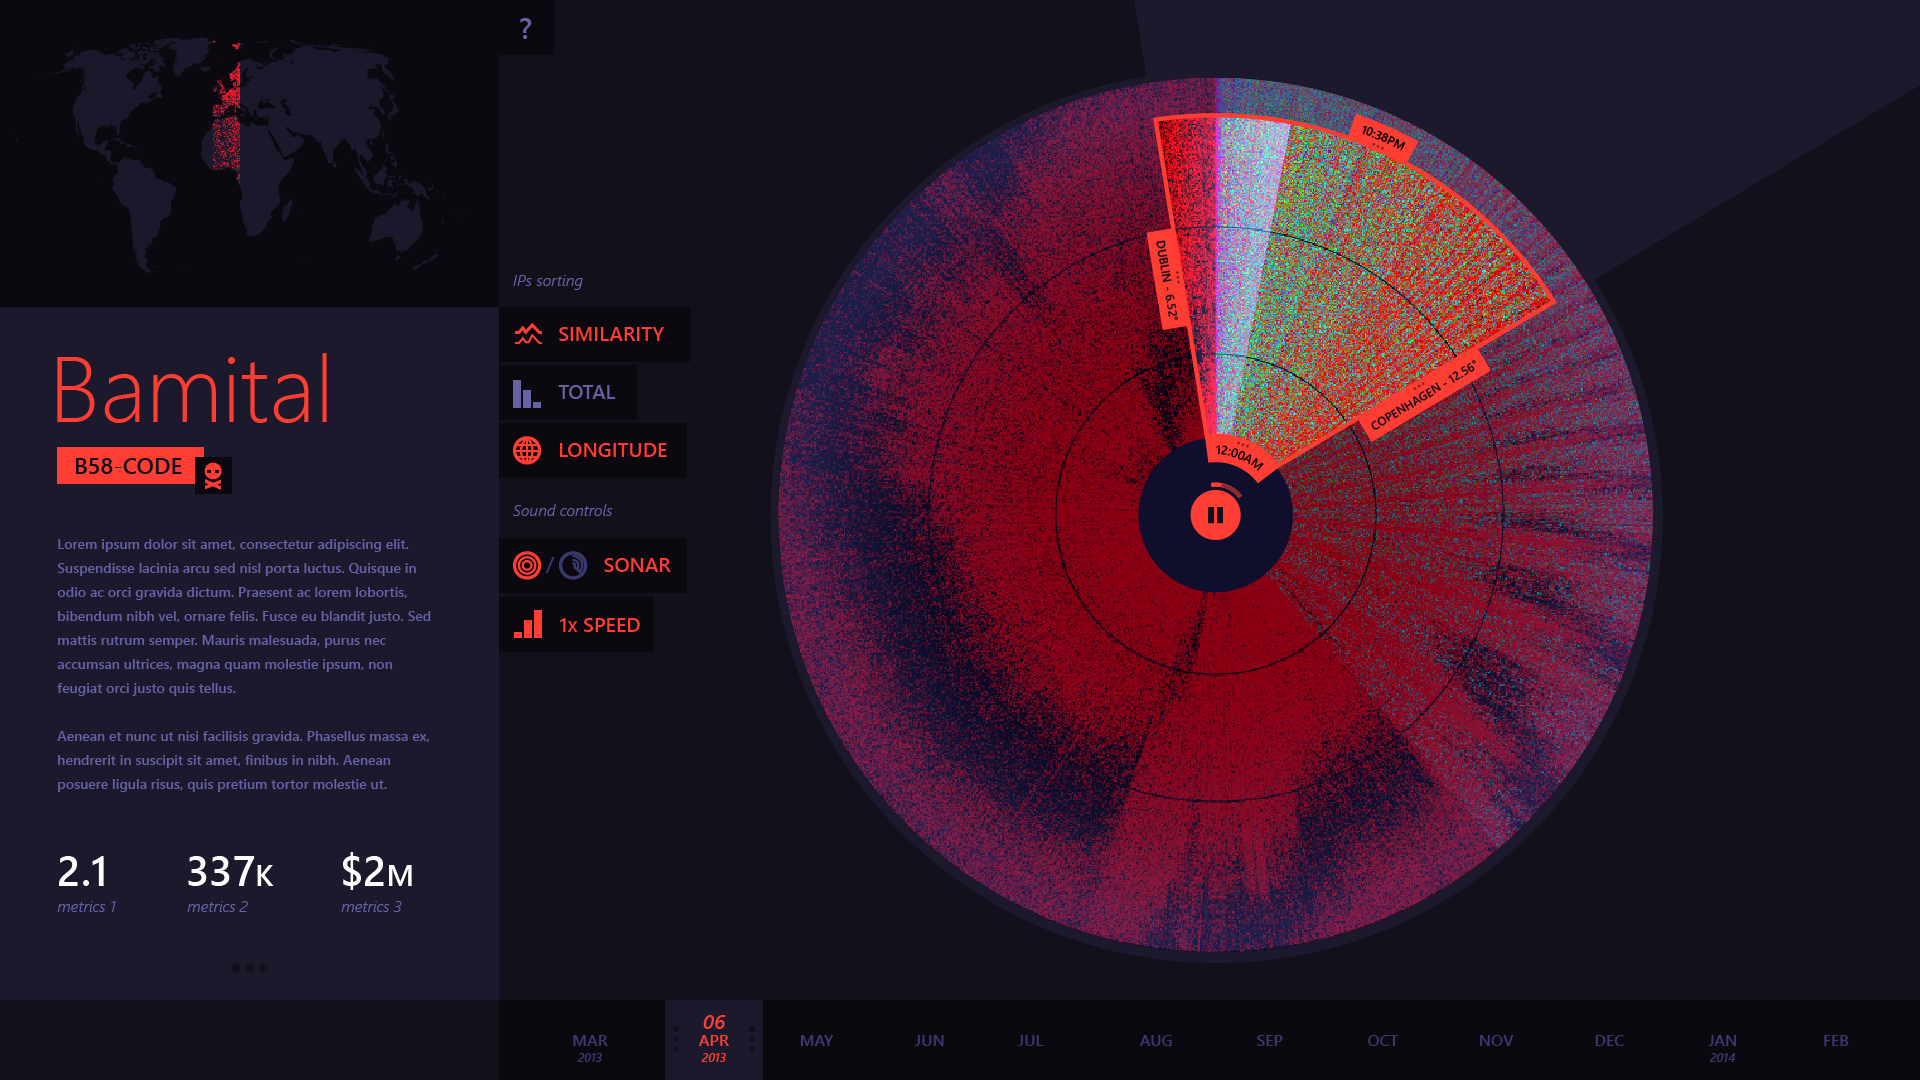 ?
IPs sorting
SIMILARITY
TOTAL
LONGITUDE
Sound controls
/ SONAR
1x SPEED
Bamital
B58-CODE
Lorem ipsum dolor sit amet, consectetur adipiscing elit.
Suspendisse lacinia arcu sed nisl porta luctus. Quisque in
odio ac orci gravida dictum. Praesent ac lorem lobortis,
bibendum nibh vel, ornare felis. Fusce eu blandit justo. Sed
mattis rutrum semper. Mauris malesuada, purus nec
accumsan ultrices, magna quam molestie ipsum, non
feugiat orci justo quis tellus.
Aenean et nunc ut nisi facilisis gravida. Phasellus massa ex,
hendrerit in suscipit sit amet, finibus in nibh. Aenean
posuere ligula risus, quis pretium tortor molestie ut.
2.1
metrics 1
337K
metrics 2
$2M
metrics 3
10:38PM
DUBLIN - 6.52°
COPENHAGEN - 12.56°
12:00AM
MAR
2013
06
APR
2013
MAY
JUN
JUL
AUG
SEP
OCT
NOV
DEC
JAN
2014
FEB